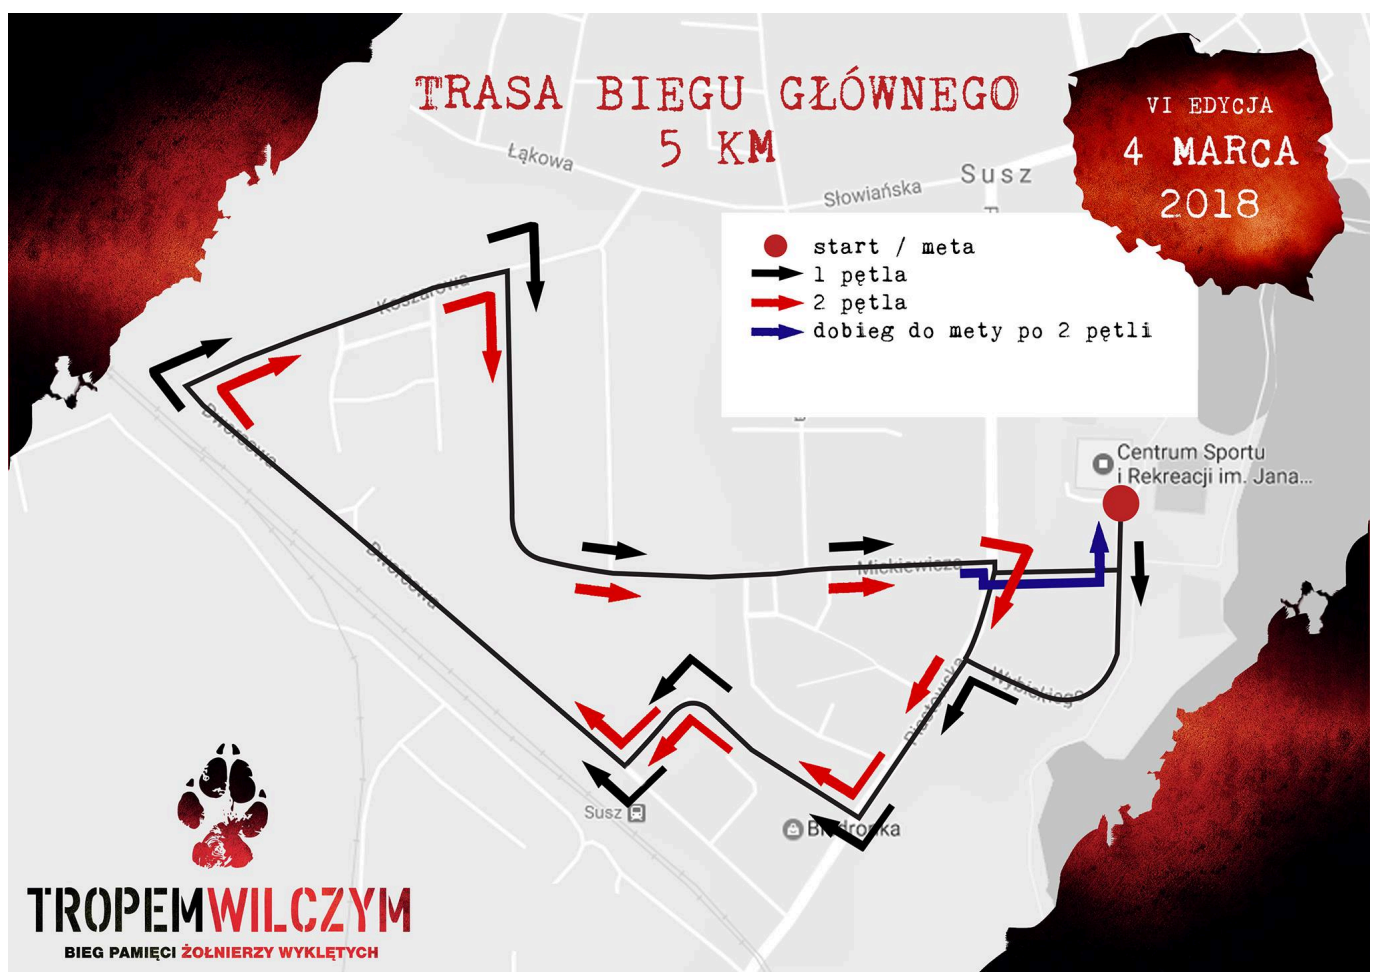 TRASA BIEGU GŁÓWNEGO
5 KM
VI EDYCJA
4 MARCA
2018
Łąkowa
Słowiańska
Susz
start / meta
1 pętla
2 pętla
dobieg do mety po 2 pętli
Koszarowa
Dworcowa
Centrum Sportu
i Rekreacji im. Jana...
Dworcowa
Mickiewicza
Wybickiego
Piastowska
Susz
Biedronka
TROPEM WILCZYM
BIEG PAMIĘCI ŻOŁNIERZY WYKLĘTYCH